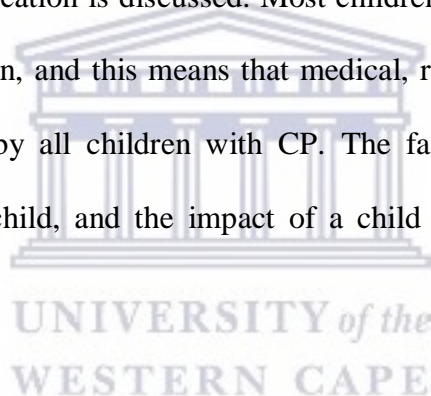 cation is discussed. Most children
n, and this means that medical, r
by all children with CP. The fa
child, and the impact of a child
UNIVERSITY of the
WESTERN CAPE